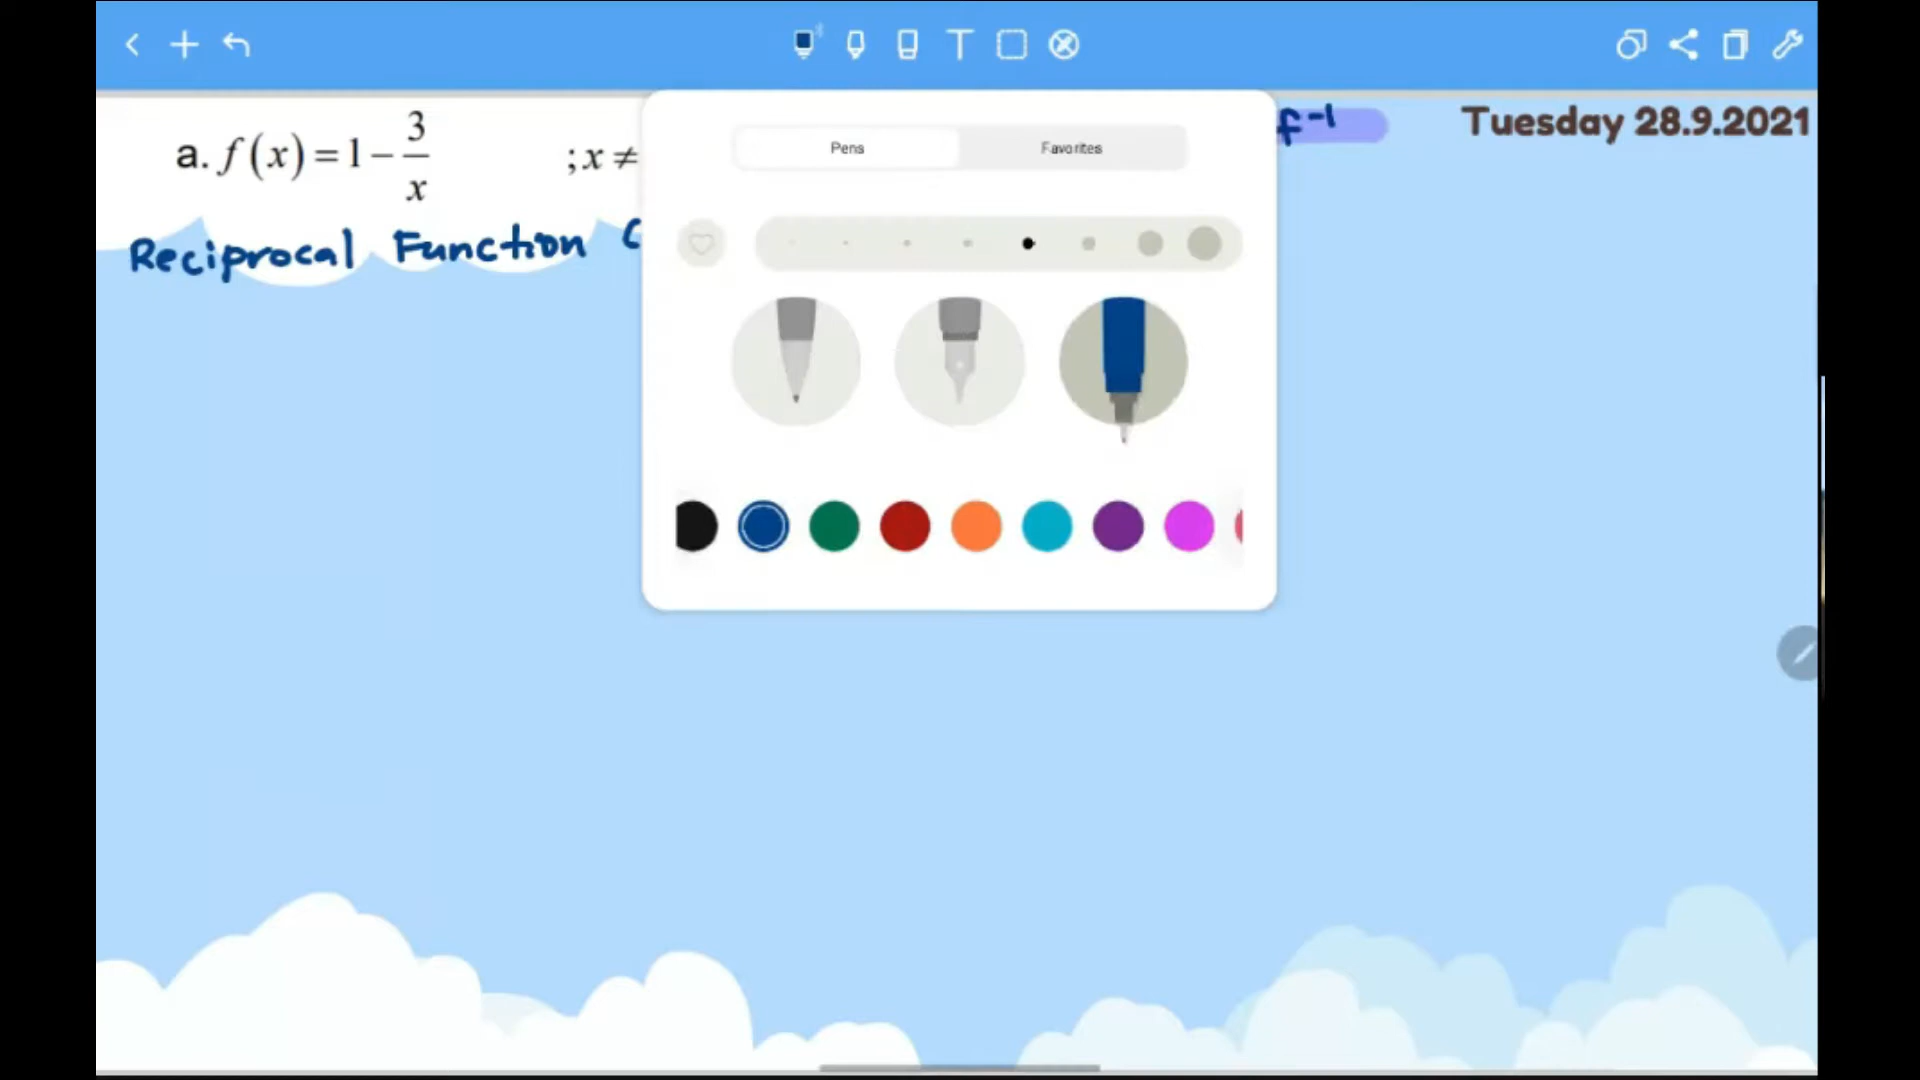 Tuesday 28.9.2021
f⁻¹
Pens Favorites
a. f(x) = 1 − 3/x ; x ≠
Reciprocal Function